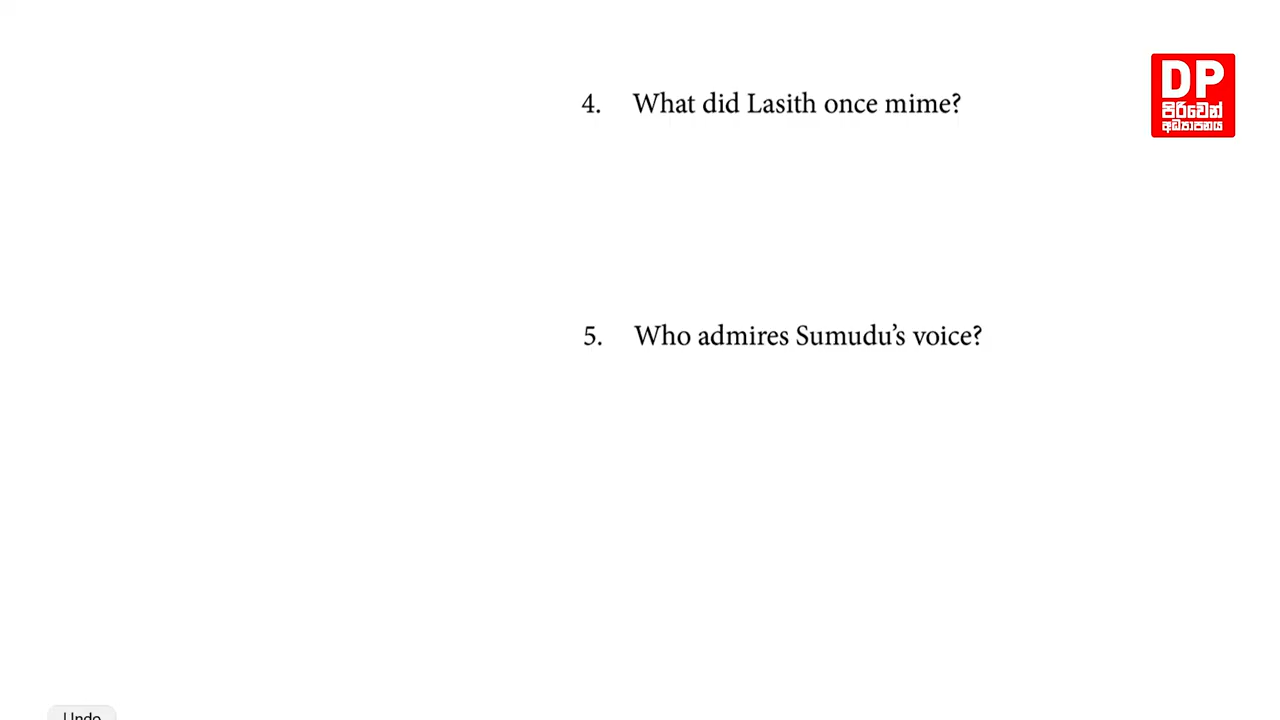 DP
පිරිවෙන්
අධ්‍යාපනය
4. What did Lasith once mime?
5. Who admires Sumudu’s voice?
Undo